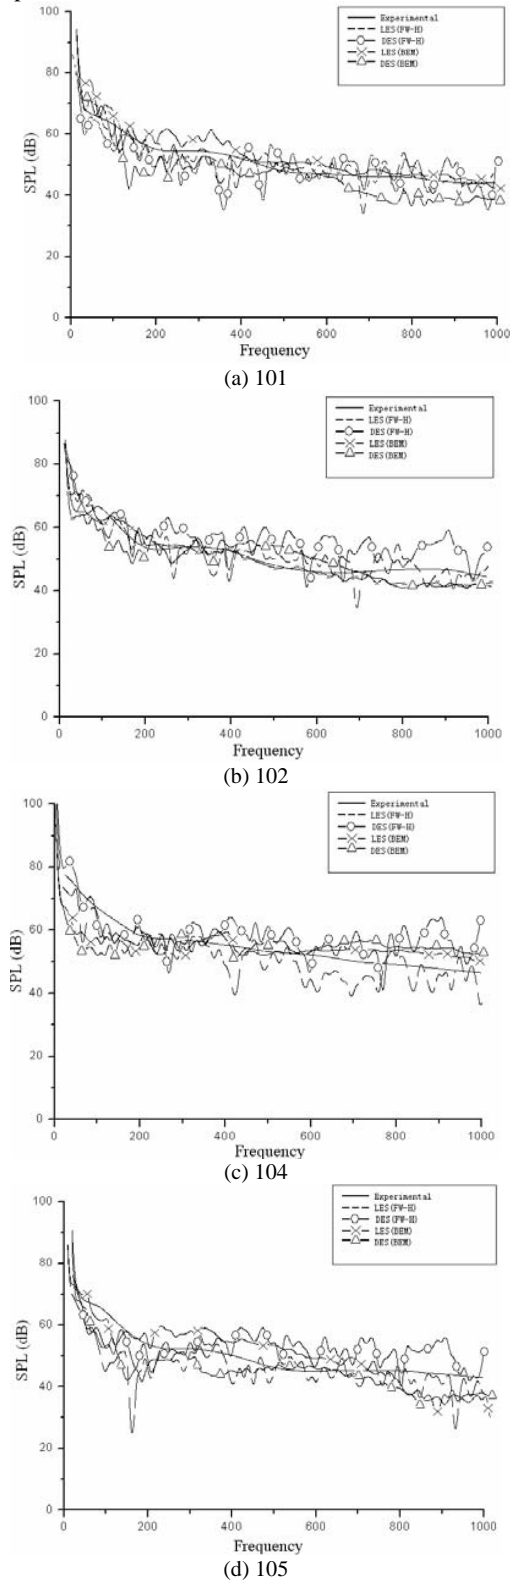 Experimental
LES(FW-H)
DES(FW-H)
LES(BEM)
DES(BEM)
100
80
60
40
20
0
SPL (dB)
0 200 400 600 800 1000
Frequency
(a) 101
Experimental
LES(FW-H)
DES(FW-H)
LES(BEM)
DES(BEM)
100
80
60
40
20
0
SPL (dB)
0 200 400 600 800 1000
Frequency
(b) 102
Experimental
LES(FW-H)
DES(FW-H)
LES(BEM)
DES(BEM)
100
80
60
40
20
0
SPL (dB)
0 200 400 600 800 1000
Frequency
(c) 104
Experimental
LES(FW-H)
DES(FW-H)
LES(BEM)
DES(BEM)
100
80
60
40
20
0
SPL (dB)
0 200 400 600 800 1000
Frequency
(d) 105